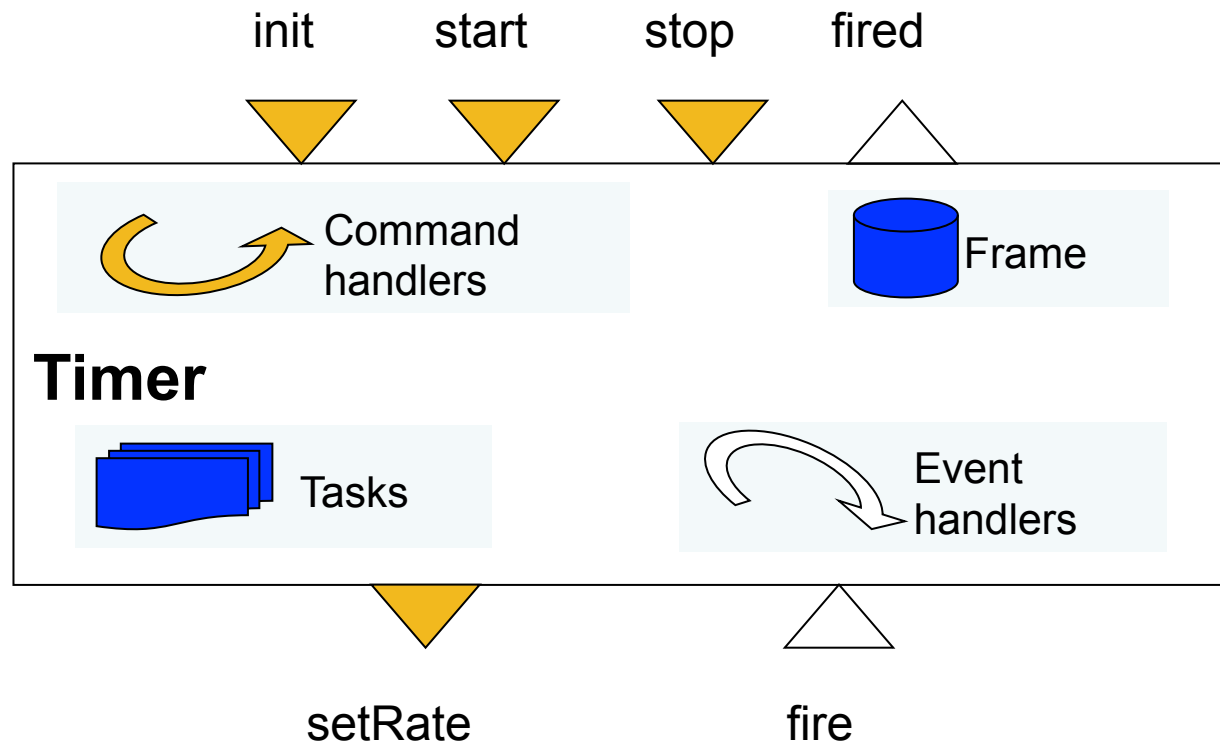 init start stop fired
Command
handlers
Frame
Timer
Tasks
Event
handlers
setRate fire